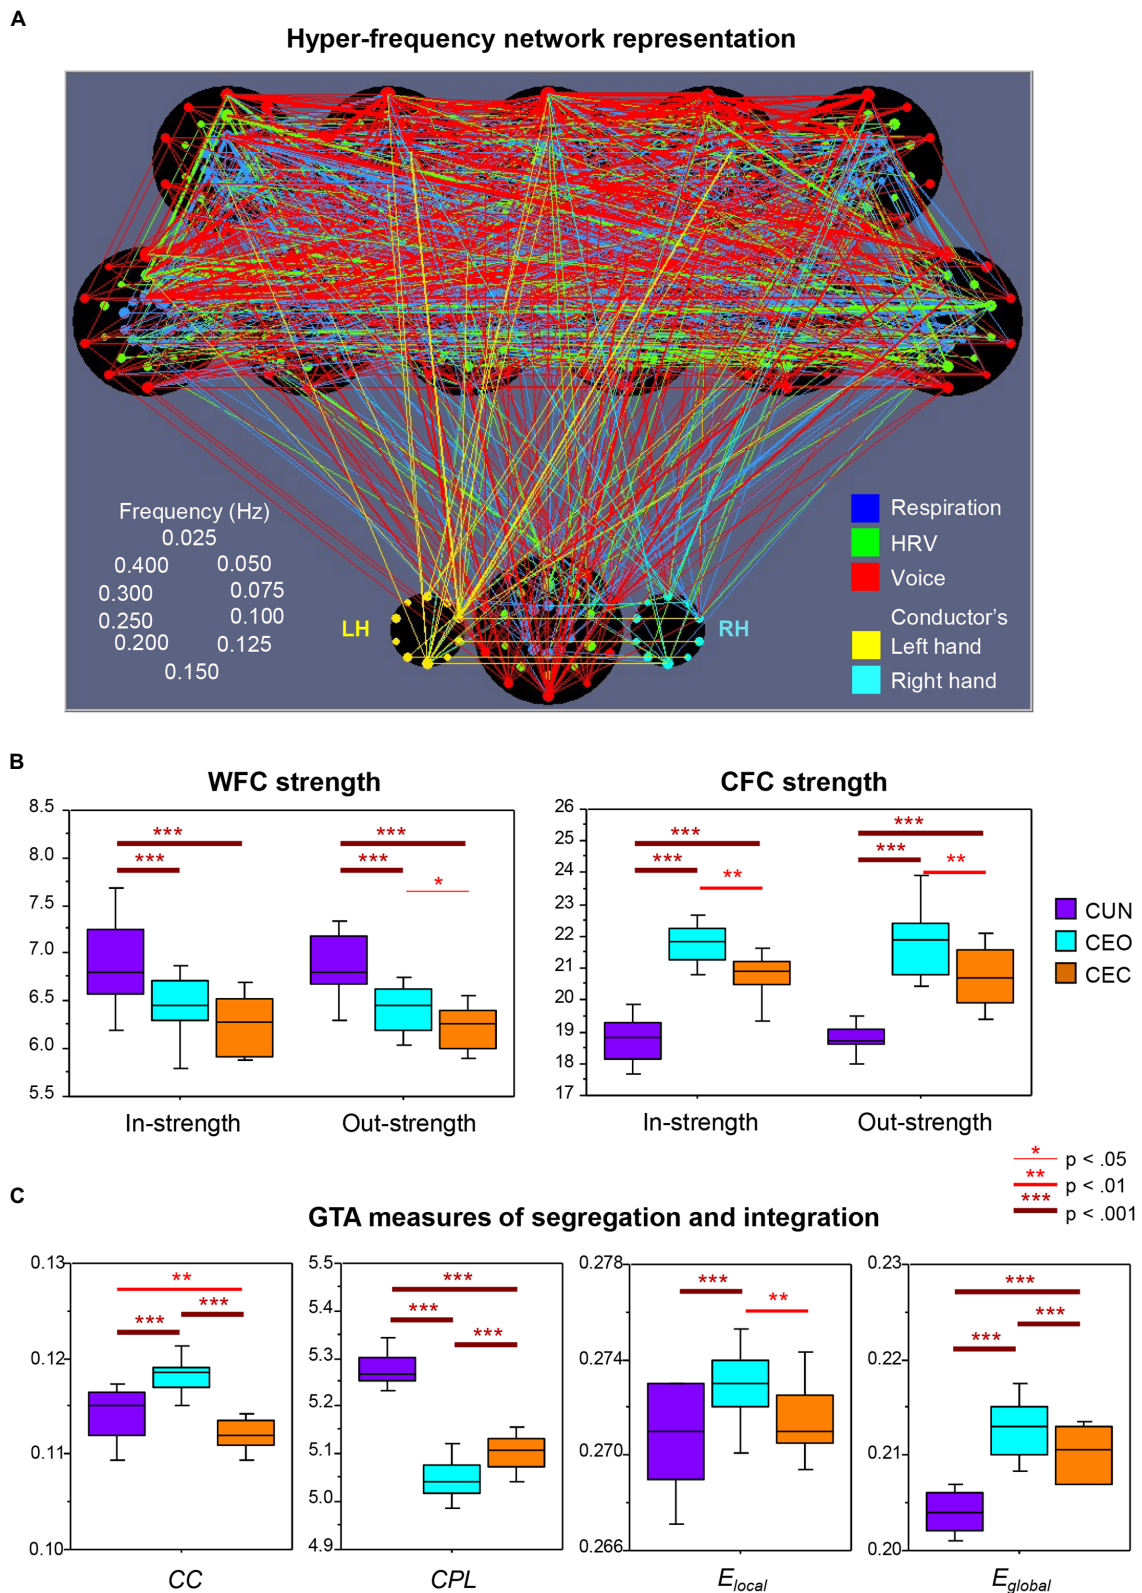 A
Hyper-frequency network representation
Frequency (Hz)
0.025
0.400 0.050
0.300 0.075
0.250 0.100
0.200 0.125
0.150
LH
RH
Respiration
HRV
Voice
Conductor's
Left hand
Right hand
B
WFC strength
8.5
8.0
7.5
7.0
6.5
6.0
5.5
***
***
***
***
*
In-strength Out-strength
CFC strength
26
25
24
23
22
21
20
19
18
17
***
***
**
***
***
**
In-strength Out-strength
CUN
CEO
CEC
* p < .05
** p < .01
*** p < .001
C
GTA measures of segregation and integration
0.13
0.12
0.11
0.10
**
***
***
CC
5.5
5.4
5.3
5.2
5.1
5.0
4.9
***
***
***
CPL
0.278
0.274
0.270
0.266
***
**
E_local
0.23
0.22
0.21
0.20
***
***
***
E_global